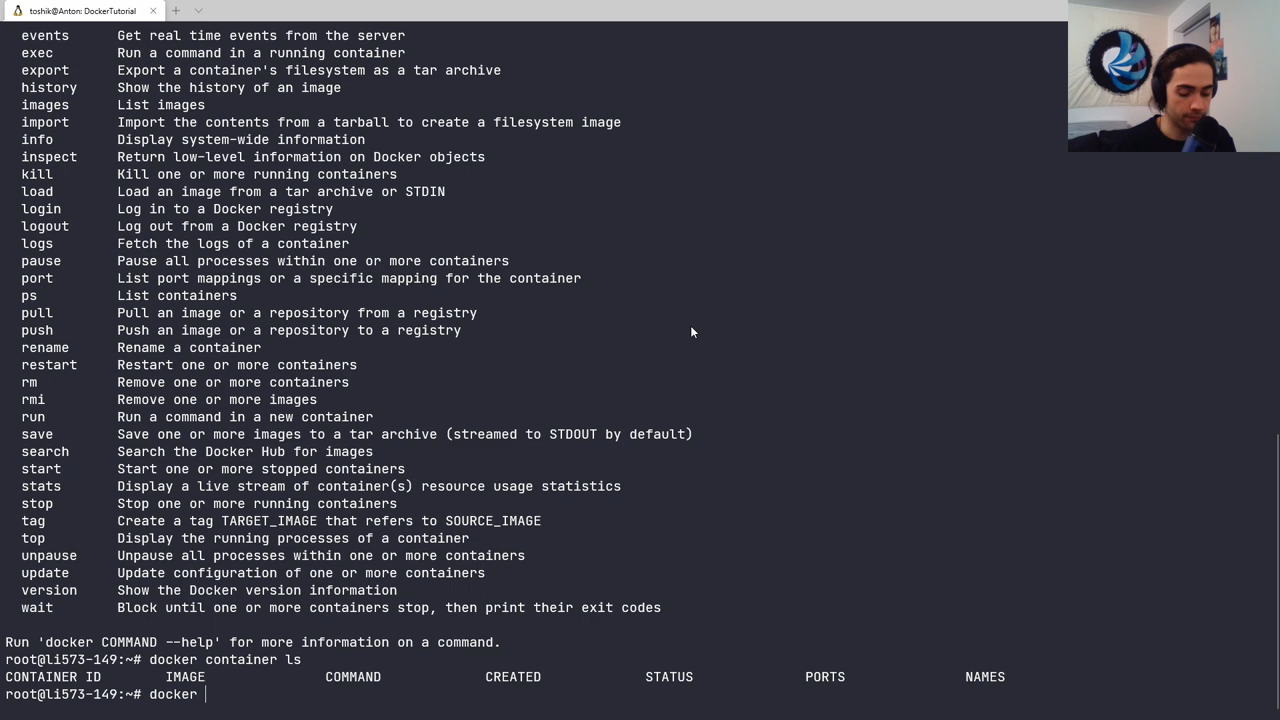 toshik@Anton: DockerTutorial
events Get real time events from the server
exec Run a command in a running container
export Export a container's filesystem as a tar archive
history Show the history of an image
images List images
import Import the contents from a tarball to create a filesystem image
info Display system-wide information
inspect Return low-level information on Docker objects
kill Kill one or more running containers
load Load an image from a tar archive or STDIN
login Log in to a Docker registry
logout Log out from a Docker registry
logs Fetch the logs of a container
pause Pause all processes within one or more containers
port List port mappings or a specific mapping for the container
ps List containers
pull Pull an image or a repository from a registry
push Push an image or a repository to a registry
rename Rename a container
restart Restart one or more containers
rm Remove one or more containers
rmi Remove one or more images
run Run a command in a new container
save Save one or more images to a tar archive (streamed to STDOUT by default)
search Search the Docker Hub for images
start Start one or more stopped containers
stats Display a live stream of container(s) resource usage statistics
stop Stop one or more running containers
tag Create a tag TARGET_IMAGE that refers to SOURCE_IMAGE
top Display the running processes of a container
unpause Unpause all processes within one or more containers
update Update configuration of one or more containers
version Show the Docker version information
wait Block until one or more containers stop, then print their exit codes
Run 'docker COMMAND --help' for more information on a command.
root@li573-149:~# docker container ls
CONTAINER ID IMAGE COMMAND CREATED STATUS PORTS NAMES
root@li573-149:~# docker